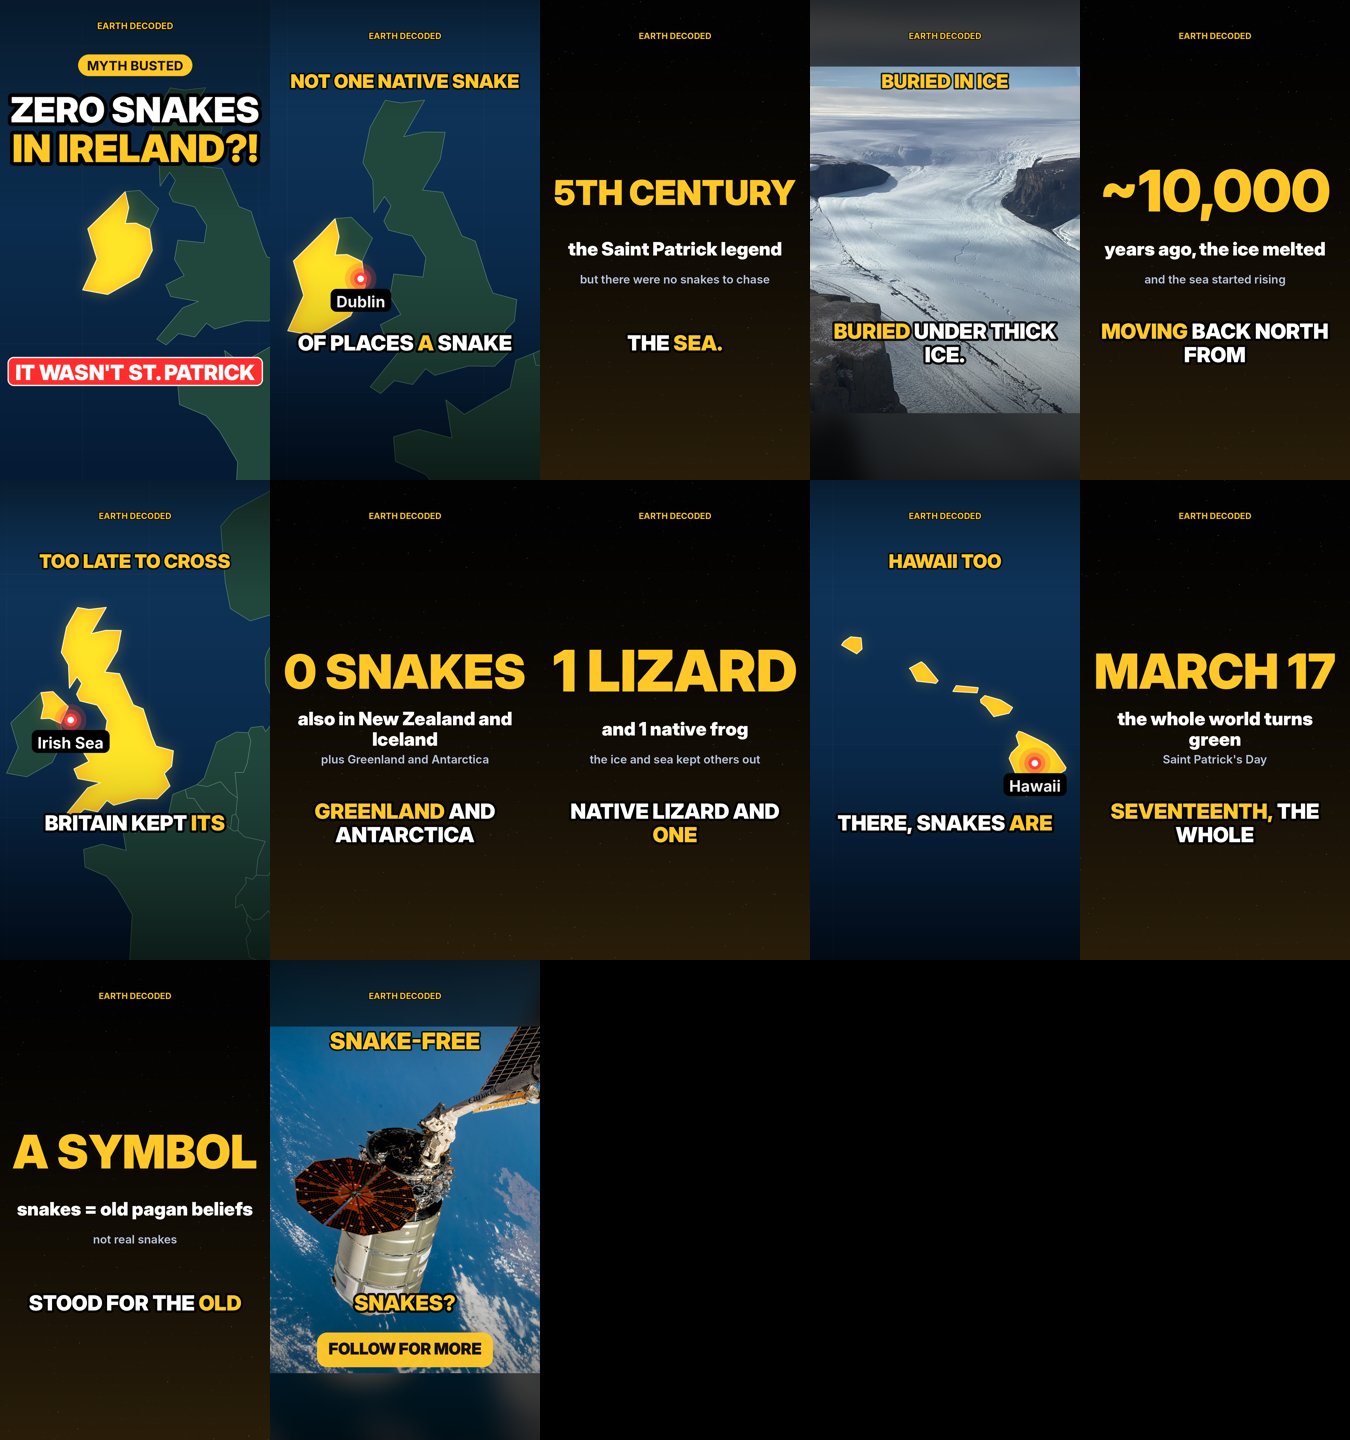 EARTH DECODED
MYTH BUSTED
ZERO SNAKES
IN IRELAND?!
IT WASN'T ST. PATRICK
EARTH DECODED
NOT ONE NATIVE SNAKE
Dublin
OF PLACES A SNAKE
EARTH DECODED
5TH CENTURY
the Saint Patrick legend
but there were no snakes to chase
THE SEA.
EARTH DECODED
BURIED IN ICE
BURIED UNDER THICK
ICE.
EARTH DECODED
~10,000
years ago, the ice melted
and the sea started rising
MOVING BACK NORTH
FROM
EARTH DECODED
TOO LATE TO CROSS
Irish Sea
BRITAIN KEPT ITS
EARTH DECODED
0 SNAKES
also in New Zealand and
Iceland
plus Greenland and Antarctica
GREENLAND AND
ANTARCTICA
EARTH DECODED
1 LIZARD
and 1 native frog
the ice and sea kept others out
NATIVE LIZARD AND
ONE
EARTH DECODED
HAWAII TOO
Hawaii
THERE, SNAKES ARE
EARTH DECODED
MARCH 17
the whole world turns
green
Saint Patrick's Day
SEVENTEENTH, THE
WHOLE
EARTH DECODED
A SYMBOL
snakes = old pagan beliefs
not real snakes
STOOD FOR THE OLD
EARTH DECODED
SNAKE-FREE
SNAKES?
FOLLOW FOR MORE